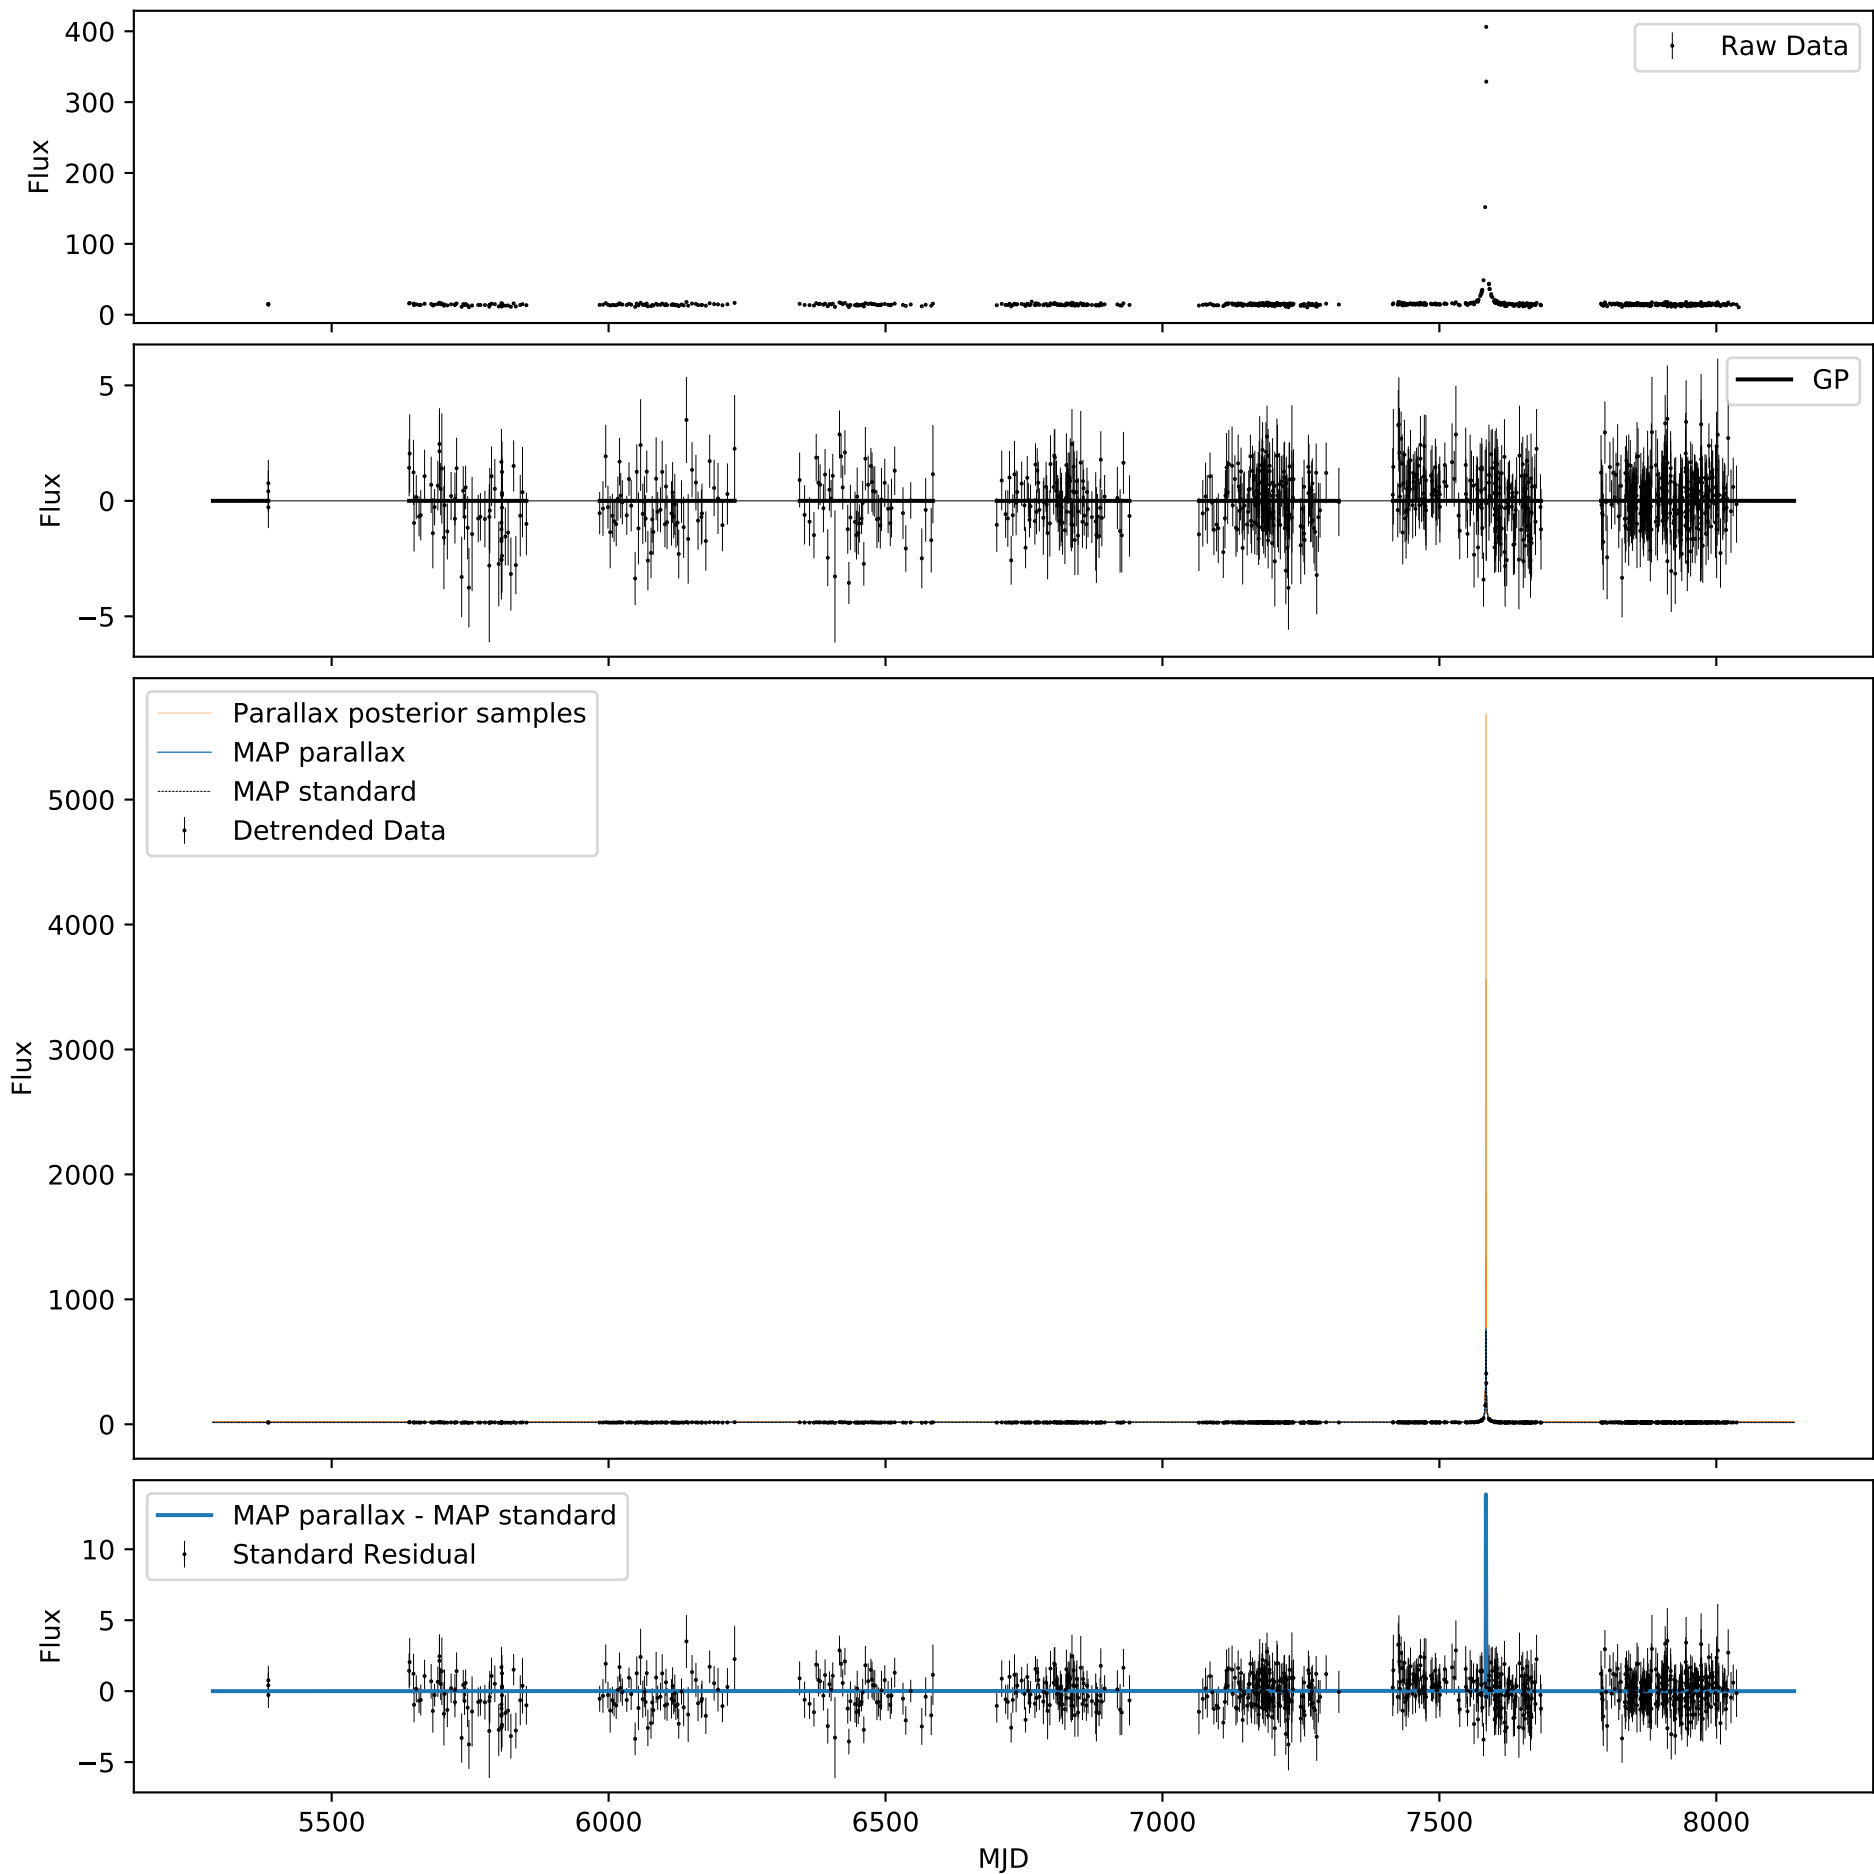 400
300
200
100
0
Flux
Raw Data
5
0
−5
Flux
GP
Parallax posterior samples
MAP parallax
MAP standard
Detrended Data
5000
4000
3000
2000
1000
0
Flux
MAP parallax - MAP standard
Standard Residual
10
5
0
−5
Flux
5500 6000 6500 7000 7500 8000
MJD